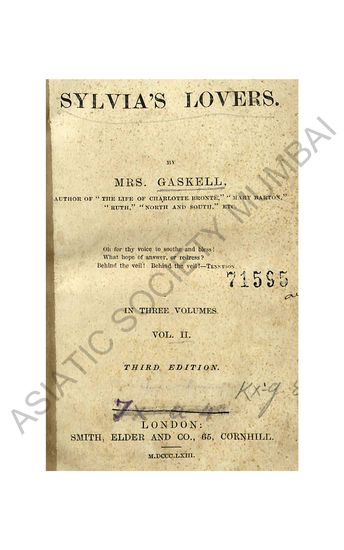 SYLVIA'S LOVERS.
BY
MRS. GASKELL,
AUTHOR OF "THE LIFE OF CHARLOTTE BRONTË," "MARY BARTON,"
"RUTH," "NORTH AND SOUTH," ETC.
Oh for thy voice to soothe and bless!
What hope of answer, or redress?
Behind the veil! Behind the veil!—TENNYSON.
71595
IN THREE VOLUMES.
VOL. II.
THIRD EDITION.
LONDON:
SMITH, ELDER AND CO., 65, CORNHILL.
M.DCCC.LXIII.
ASIATIC SOCIETY MUMBAI